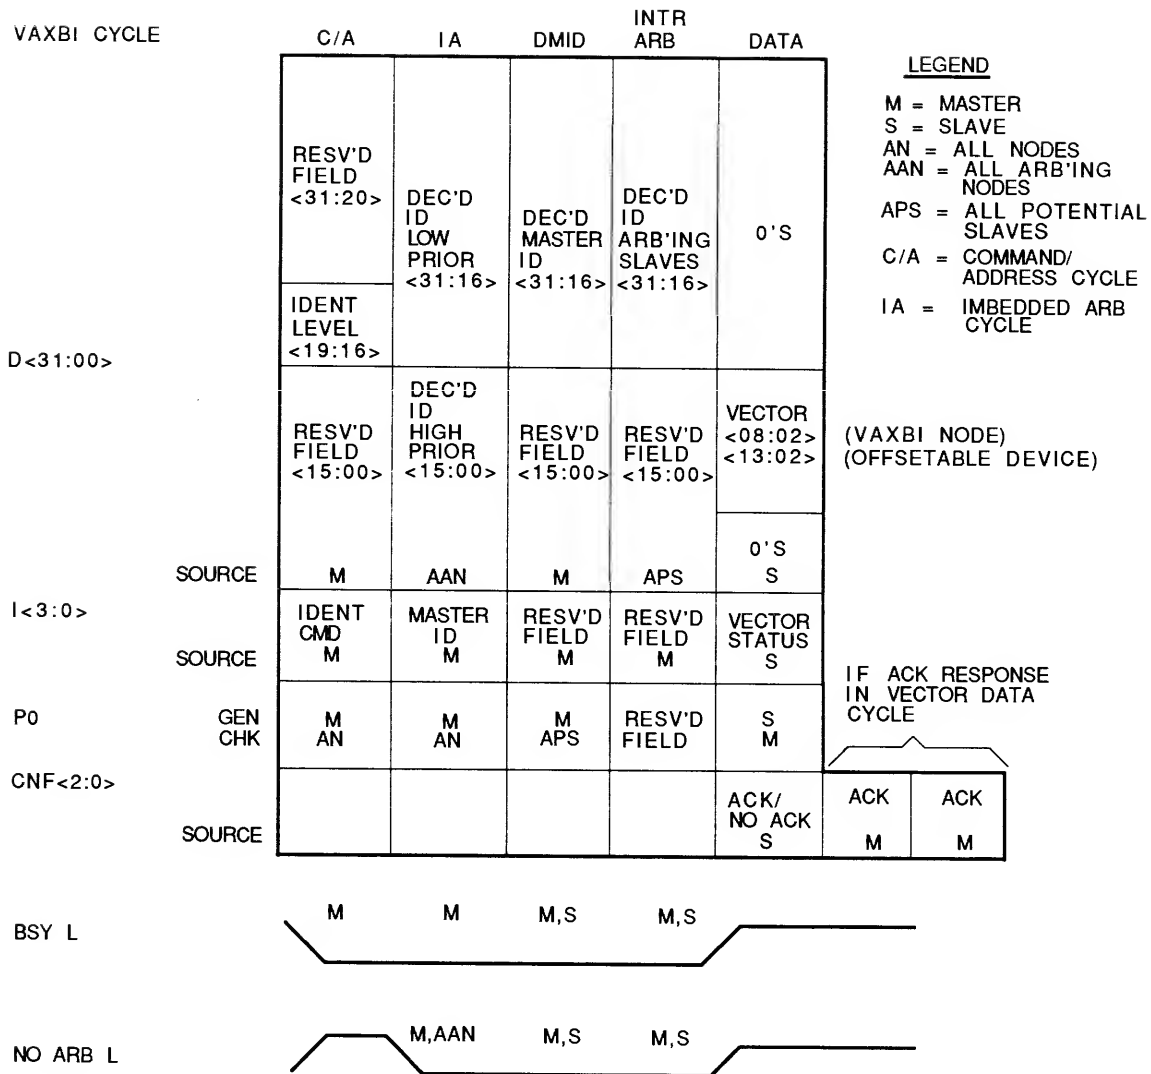 VAXBI CYCLE
C/A
IA
DMID
INTR
ARB
DATA
RESV'D
FIELD
<31:20>
IDENT
LEVEL
<19:16>
DEC'D
ID
LOW
PRIOR
<31:16>
DEC'D
MASTER
ID
<31:16>
DEC'D
ID
ARB'ING
SLAVES
<31:16>
0'S
D<31:00>
RESV'D
FIELD
<15:00>
DEC'D
ID
HIGH
PRIOR
<15:00>
RESV'D
FIELD
<15:00>
RESV'D
FIELD
<15:00>
VECTOR
<08:02>
<13:02>
(VAXBI NODE)
(OFFSETABLE DEVICE)
0'S
SOURCE
M
AAN
M
APS
S
I<3:0>
IDENT
CMD
MASTER
ID
RESV'D
FIELD
RESV'D
FIELD
VECTOR
STATUS
SOURCE
M
M
M
M
S
P0
GEN
CHK
M
AN
M
AN
M
APS
RESV'D
FIELD
S
M
IF ACK RESPONSE
IN VECTOR DATA
CYCLE
CNF<2:0>
ACK/
NO ACK
ACK
ACK
SOURCE
S
M
M
BSY L
M
M
M,S
M,S
NO ARB L
M,AAN
M,S
M,S
LEGEND
M = MASTER
S = SLAVE
AN = ALL NODES
AAN = ALL ARB'ING
NODES
APS = ALL POTENTIAL
SLAVES
C/A = COMMAND/
ADDRESS CYCLE
IA = IMBEDDED ARB
CYCLE